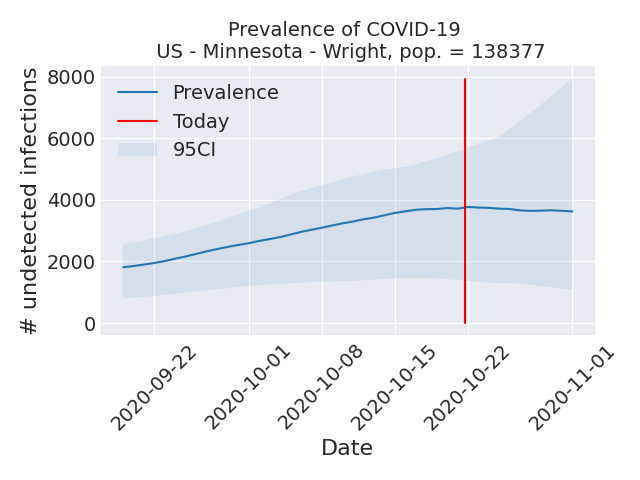 Prevalence of COVID-19
US - Minnesota - Wright, pop. = 138377
# undetected infections
8000
6000
4000
2000
0
Prevalence
Today
95CI
2020-09-22
2020-10-01
2020-10-08
2020-10-15
2020-10-22
2020-11-01
Date